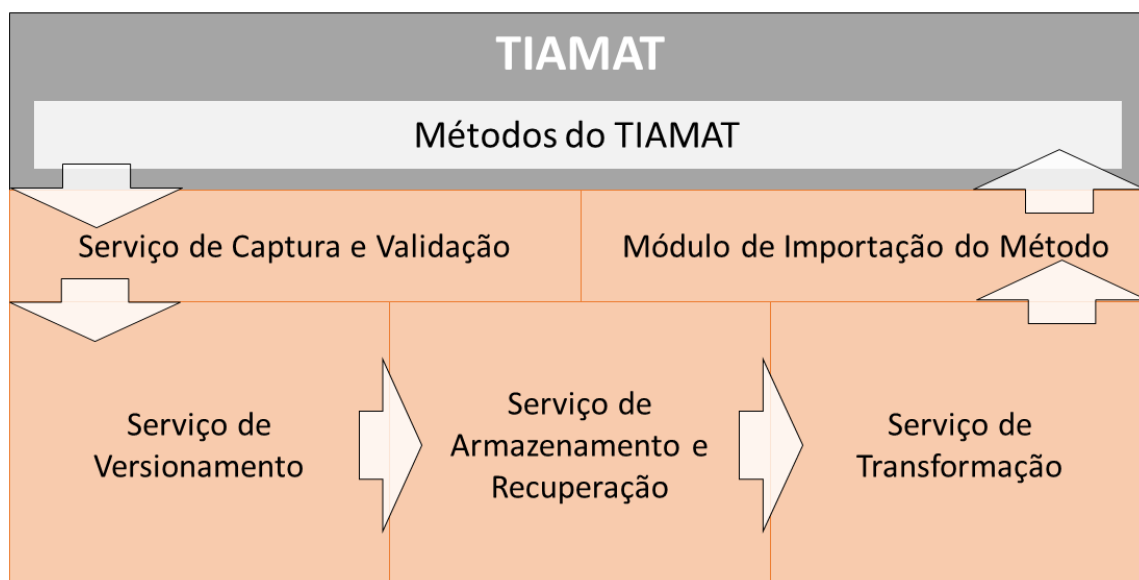 TIAMAT
Métodos do TIAMAT
Serviço de Captura e Validação
Módulo de Importação do Método
Serviço de
Versionamento
Serviço de
Armazenamento e
Recuperação
Serviço de
Transformação